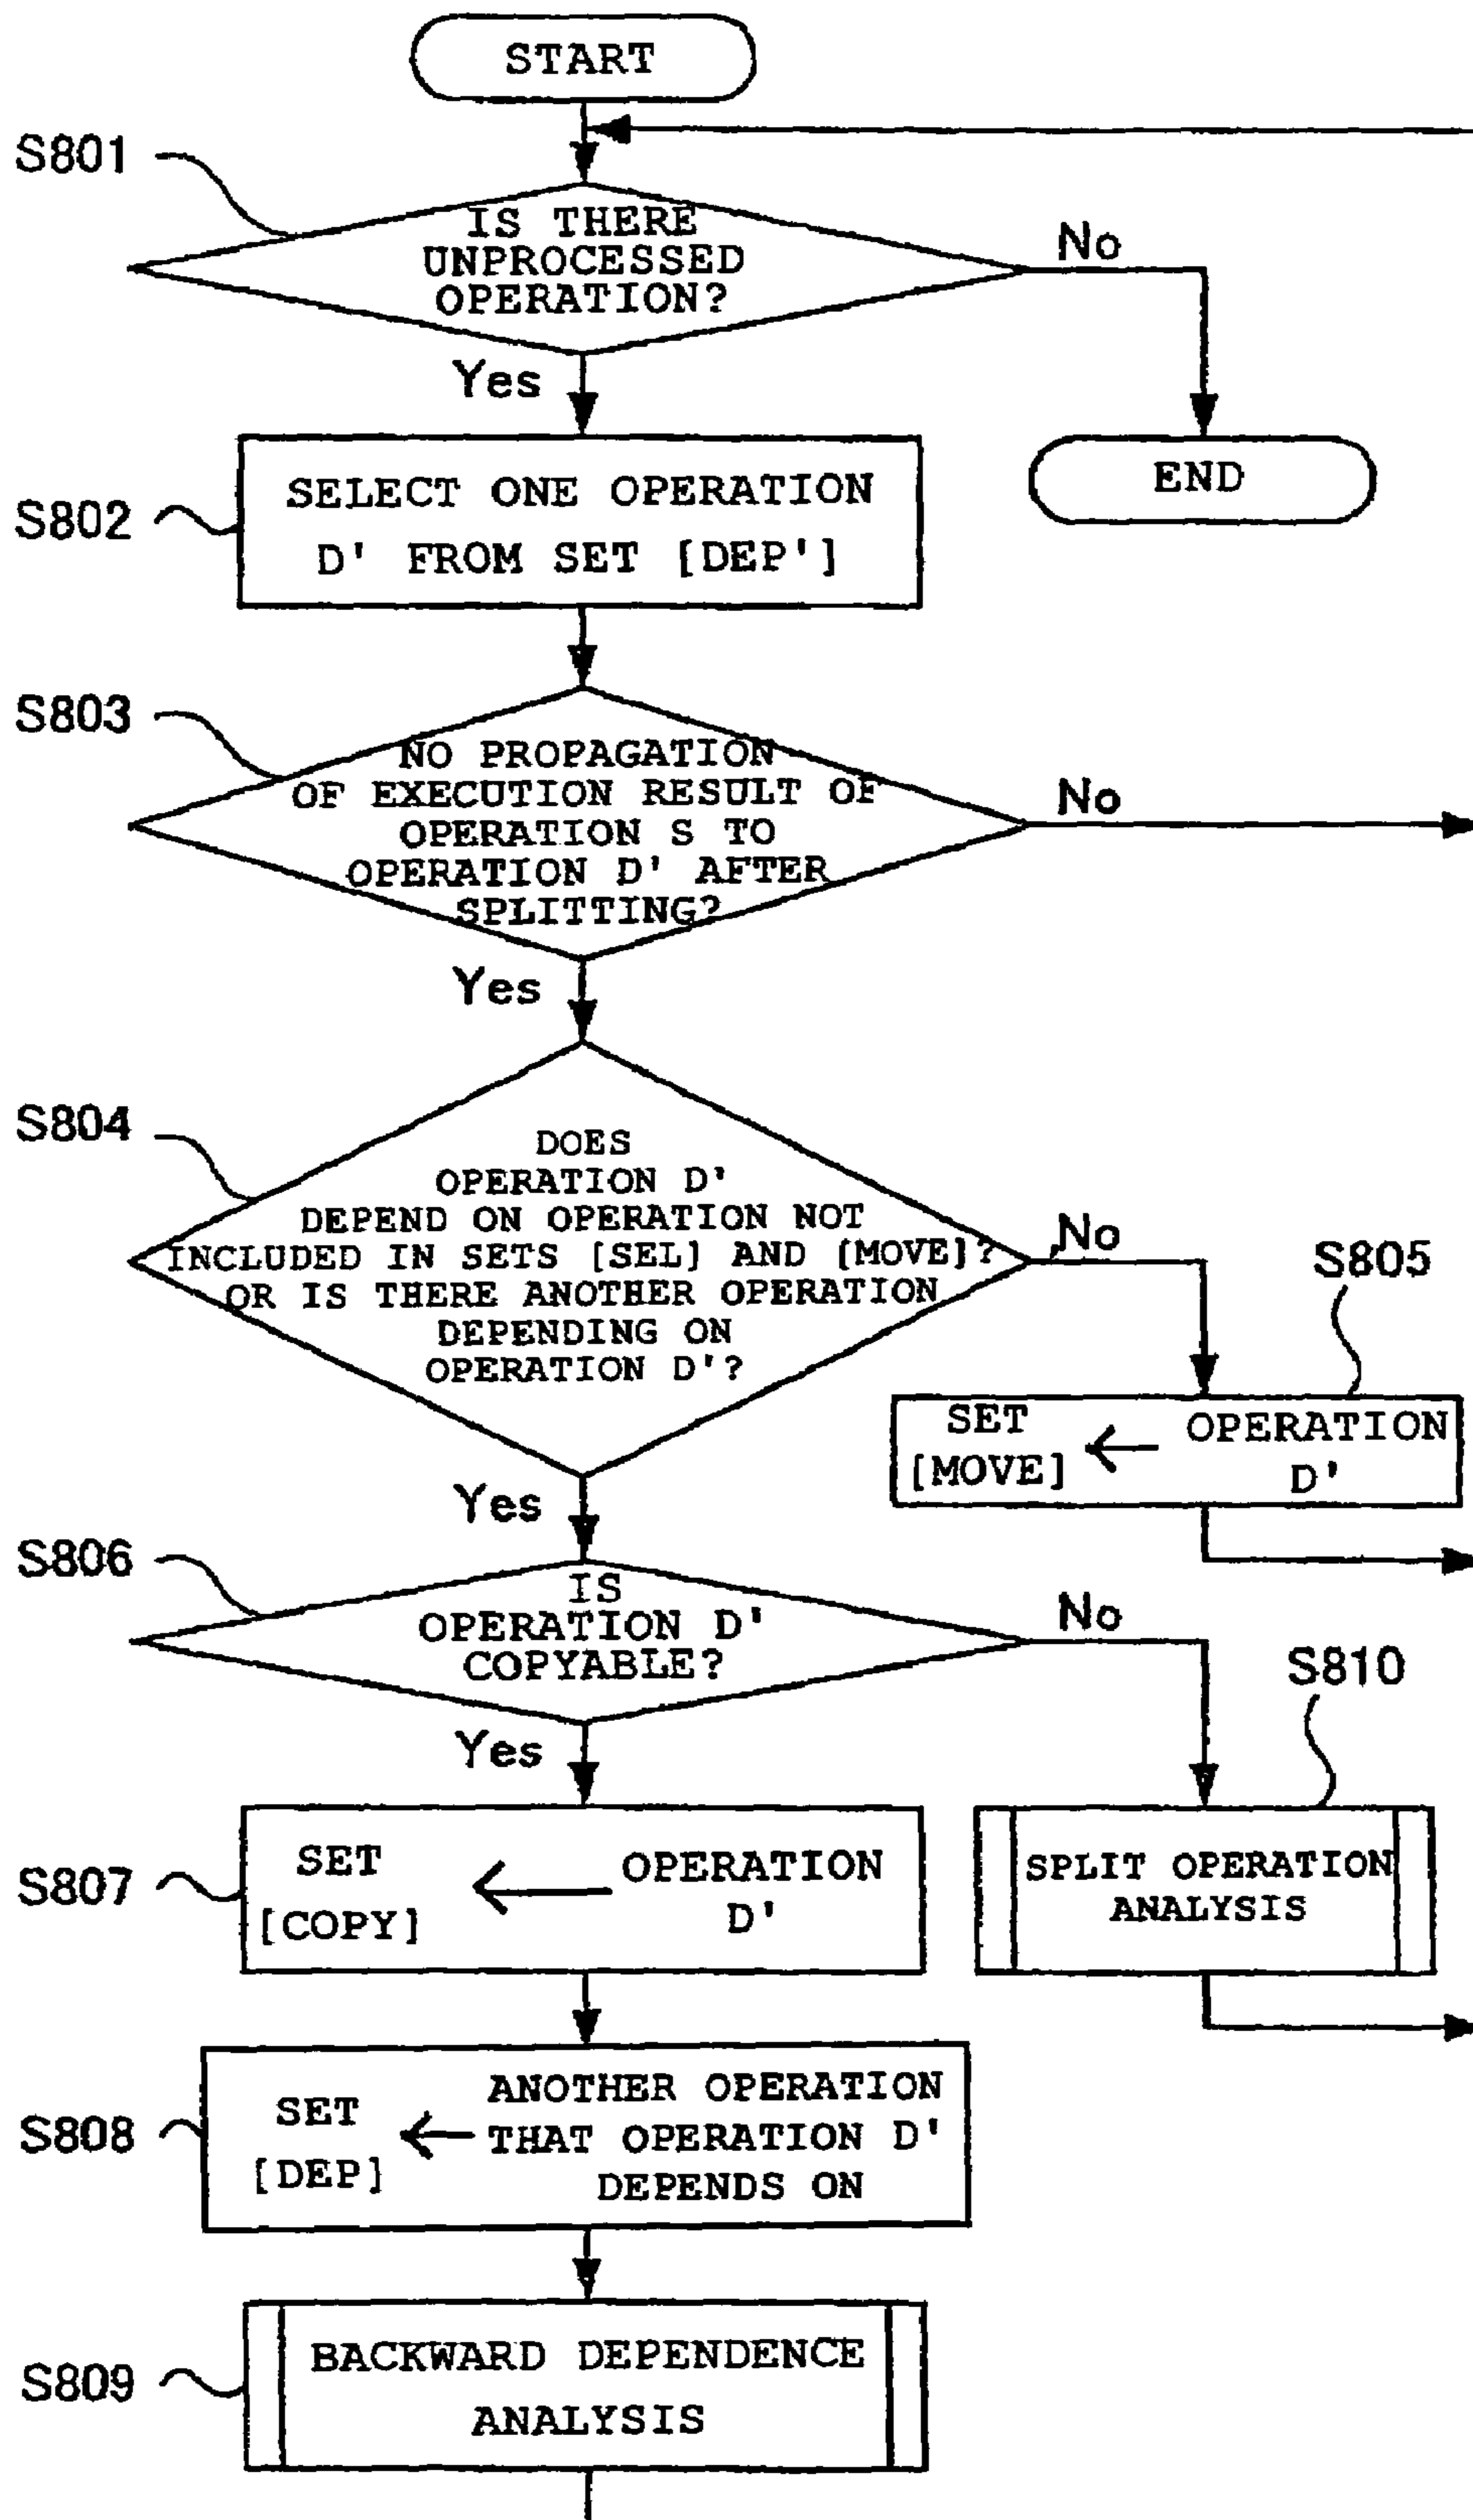 START
S801
IS THERE
UNPROCESSED
OPERATION?
No
Yes
END
S802
SELECT ONE OPERATION
D' FROM SET [DEP']
S803
NO PROPAGATION
OF EXECUTION RESULT OF
OPERATION S TO
OPERATION D' AFTER
SPLITTING?
No
Yes
S804
DOES
OPERATION D'
DEPEND ON OPERATION NOT
INCLUDED IN SETS [SEL] AND [MOVE]?
OR IS THERE ANOTHER OPERATION
DEPENDING ON
OPERATION D'?
No
S805
SET
[MOVE]
← OPERATION
D'
Yes
S806
IS
OPERATION D'
COPYABLE?
No
S810
Yes
SPLIT OPERATION
ANALYSIS
S807
SET
[COPY]
← OPERATION
D'
S808
SET
[DEP]
← ANOTHER OPERATION
THAT OPERATION D'
DEPENDS ON
S809
BACKWARD DEPENDENCE
ANALYSIS